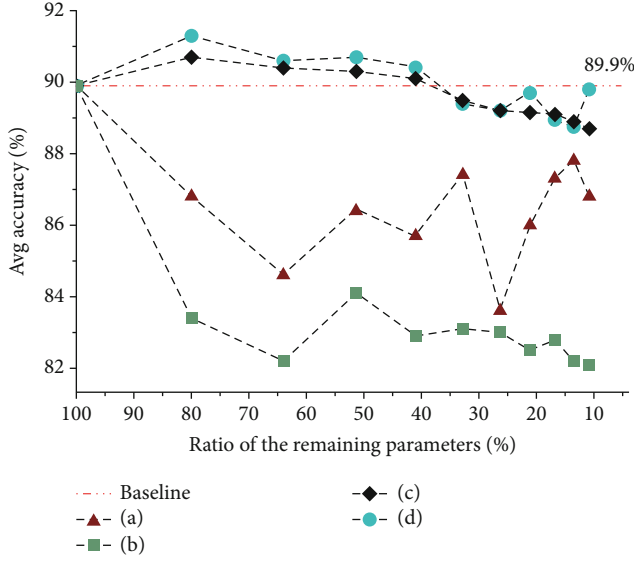 92
90
88
86
84
82
89.9%
Avg accuracy (%)
100 90 80 70 60 50 40 30 20 10
Ratio of the remaining parameters (%)
Baseline
(a)
(b)
(c)
(d)